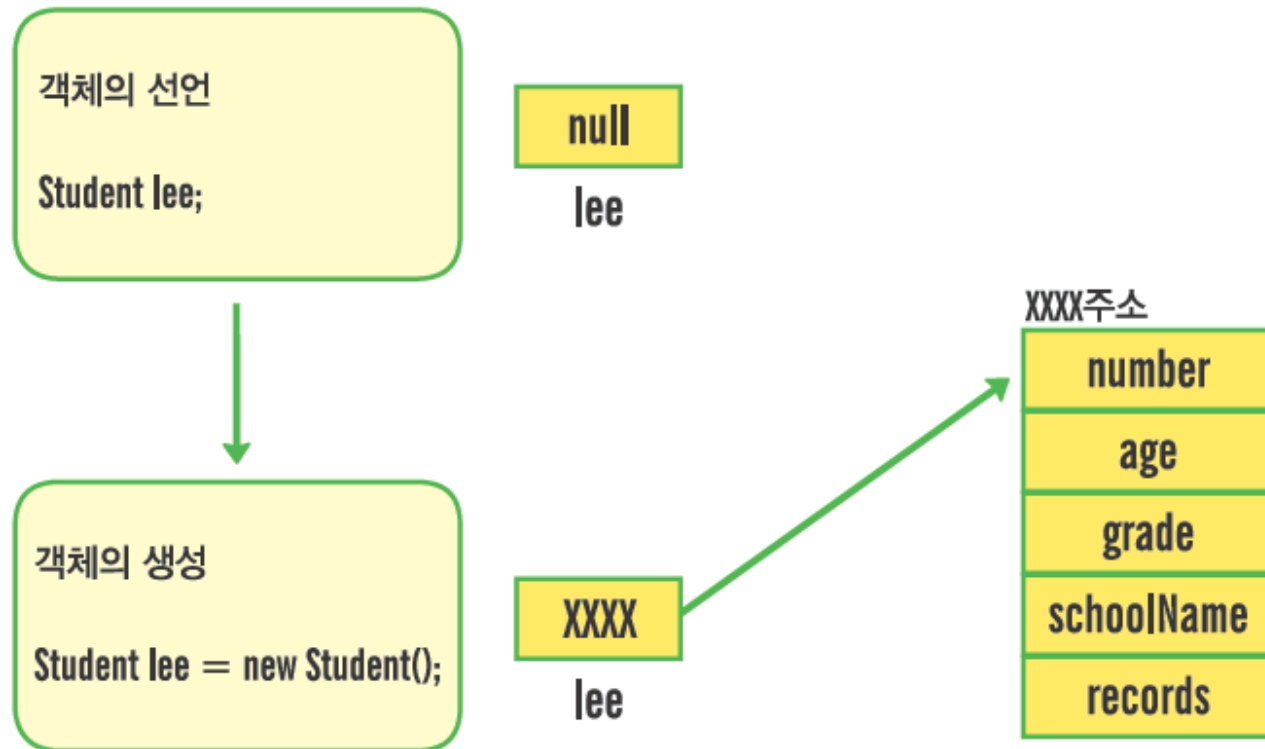 객체의 선언
Student lee;
null
lee
객체의 생성
Student lee = new Student();
XXXX
lee
XXXX주소
number
age
grade
schoolName
records